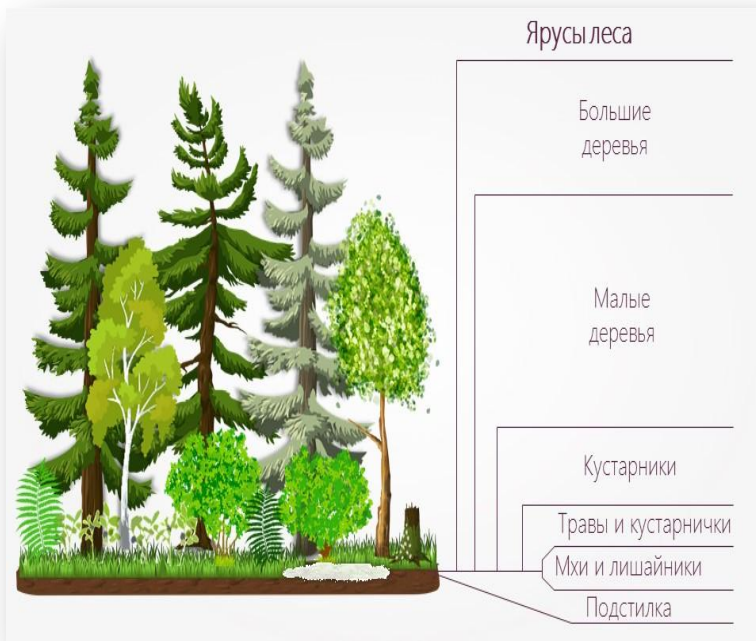 Ярусы леса
Большие
деревья
Малые
деревья
Кустарники
Травы и кустарнички
Мхи и лишайники
Подстилка